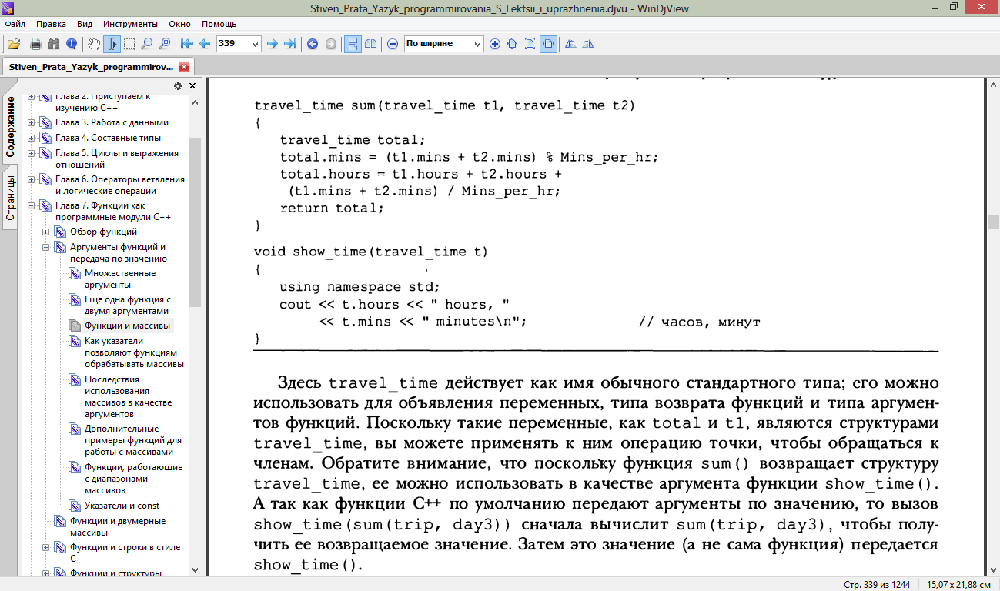 Stiven_Prata_Yazyk_programmirovania_S_Lektsii_i_uprazhnenia.djvu - WinDjView
Файл Правка Вид Инструменты Окно Помощь
339 По ширине
Stiven_Prata_Yazyk_programmirov...
Содержание
Страницы
Глава 2. Приступаем к
изучению C++
Глава 3. Работа с данными
Глава 4. Составные типы
Глава 5. Циклы и выражения
отношений
Глава 6. Операторы ветвления
и логические операции
Глава 7. Функции как
программные модули C++
Обзор функций
Аргументы функций и
передача по значению
Множественные
аргументы
Еще одна функция с
двумя аргументами
Функции и массивы
Как указатели
позволяют функциям
обрабатывать массивы
Последствия
использования
массивов в качестве
аргументов
Дополнительные
примеры функций для
работы с массивами
Функции, работающие
с диапазонами
массивов
Указатели и const
Функции и двумерные
массивы
Функции и строки в стиле
C
Функции и структуры
travel_time sum(travel_time t1, travel_time t2)
{
travel_time total;
total.mins = (t1.mins + t2.mins) % Mins_per_hr;
total.hours = t1.hours + t2.hours +
(t1.mins + t2.mins) / Mins_per_hr;
return total;
}
void show_time(travel_time t)
{
using namespace std;
cout << t.hours << " hours, "
<< t.mins << " minutes\n"; // часов, минут
}
Здесь travel_time действует как имя обычного стандартного типа; его можно
использовать для объявления переменных, типа возврата функций и типа аргумен-
тов функций. Поскольку такие переменные, как total и t1, являются структурами
travel_time, вы можете применять к ним операцию точки, чтобы обращаться к
членам. Обратите внимание, что поскольку функция sum() возвращает структуру
travel_time, ее можно использовать в качестве аргумента функции show_time().
А так как функции C++ по умолчанию передают аргументы по значению, то вызов
show_time(sum(trip, day3)) сначала вычислит sum(trip, day3), чтобы полу-
чить ее возвращаемое значение. Затем это значение (а не сама функция) передается
show_time().
Стр. 339 из 1244 15,07 x 21,88 см